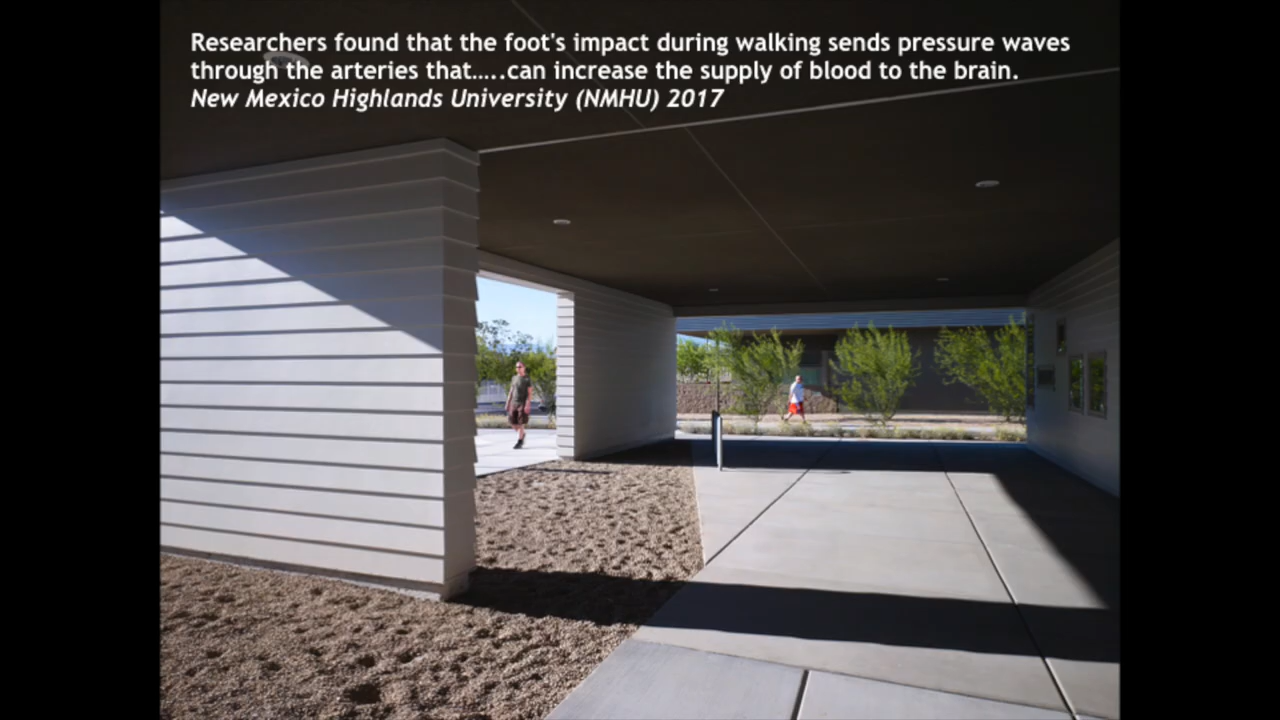 Researchers found that the foot's impact during walking sends pressure waves
through the arteries that.....can increase the supply of blood to the brain.
New Mexico Highlands University (NMHU) 2017